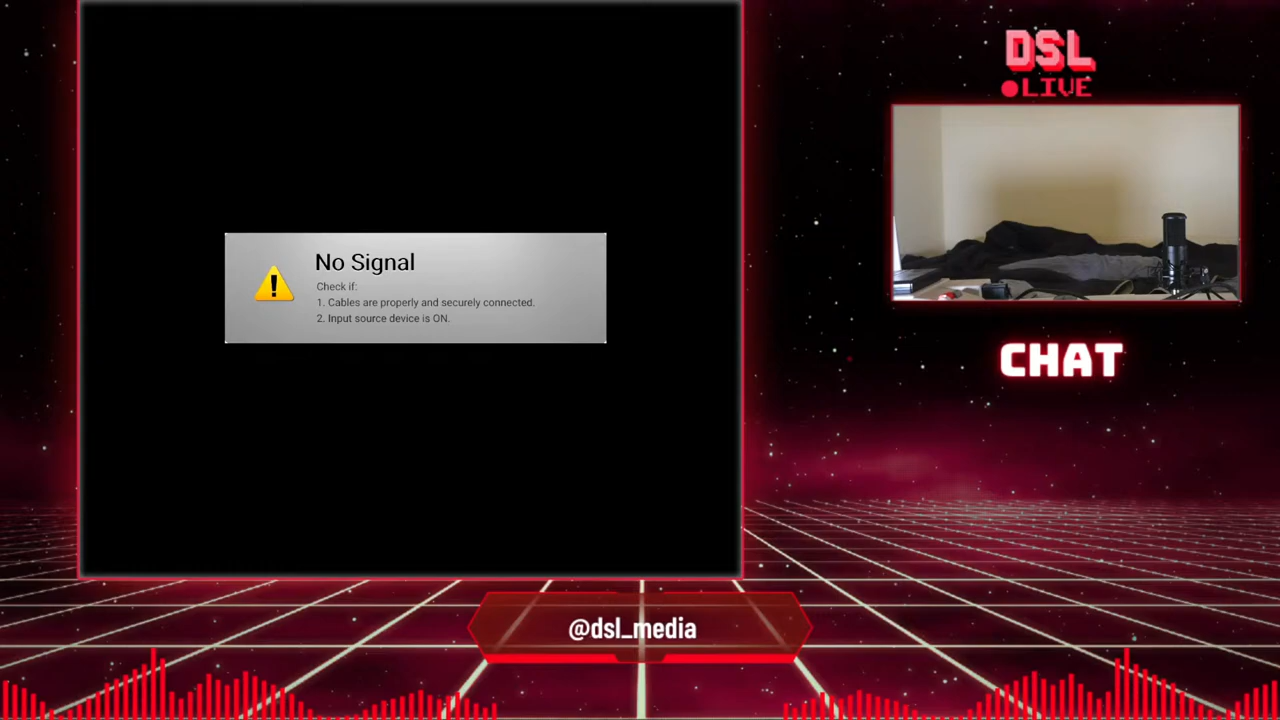 DSL
LIVE
No Signal
Check if:
1. Cables are properly and securely connected.
2. Input source device is ON.
CHAT
@dsl_media